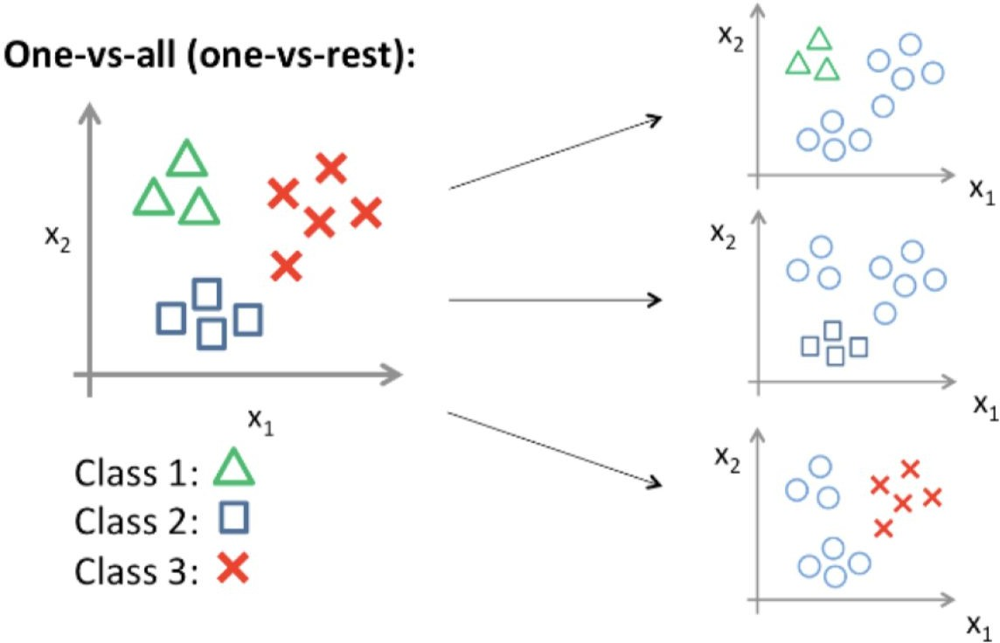 One-vs-all (one-vs-rest):
x2
x1
Class 1:
Class 2:
Class 3:
x2
x1
x2
x1
x2
x1